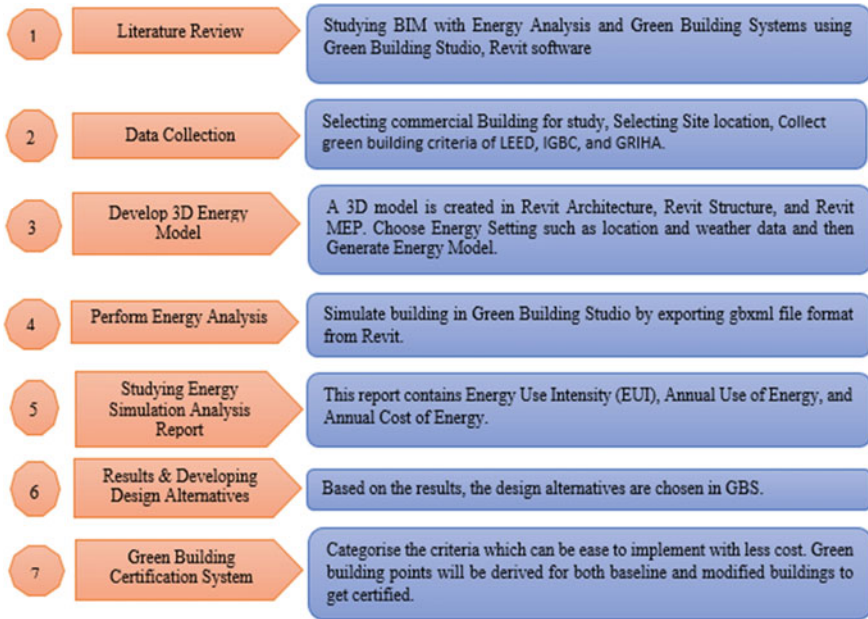 1
Literature Review
Studying BIM with Energy Analysis and Green Building Systems using
Green Building Studio, Revit software
2
Data Collection
Selecting commercial Building for study, Selecting Site location, Collect
green building criteria of LEED, IGBC, and GRIHA.
3
Develop 3D Energy
Model
A 3D model is created in Revit Architecture, Revit Structure, and Revit
MEP. Choose Energy Setting such as location and weather data and then
Generate Energy Model.
4
Perform Energy Analysis
Simulate building in Green Building Studio by exporting gbxml file format
from Revit.
5
Studying Energy
Simulation Analysis
Report
This report contains Energy Use Intensity (EUI), Annual Use of Energy, and
Annual Cost of Energy.
6
Results & Developing
Design Alternatives
Based on the results, the design alternatives are chosen in GBS.
7
Green Building
Certification System
Categorise the criteria which can be ease to implement with less cost. Green
building points will be derived for both baseline and modified buildings to
get certified.